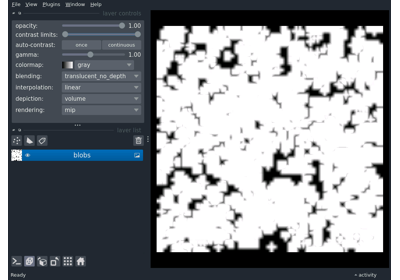 File View Plugins Window Help
layer controls
opacity: 1.00
contrast limits:
auto-contrast: once continuous
gamma: 1.00
colormap: gray
blending: translucent_no_depth
interpolation: linear
depiction: volume
rendering: mip
layer list
blobs
Ready
activity